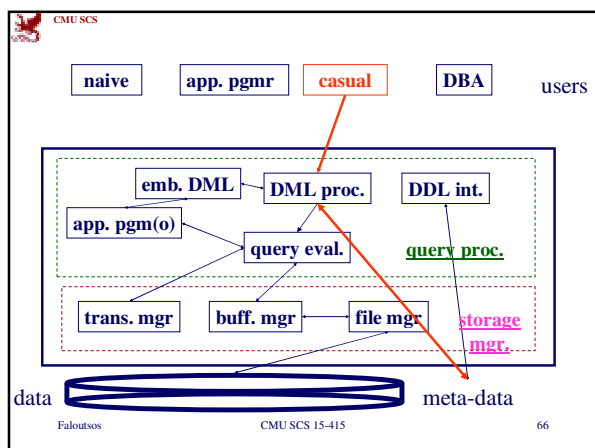 CMU SCS
naive
app. pgmr
casual
DBA
users
emb. DML
DML proc.
DDL int.
app. pgm(o)
query eval.
query proc.
trans. mgr
buff. mgr
file mgr
storage
mgr.
data
meta-data
Faloutsos
CMU SCS 15-415
66